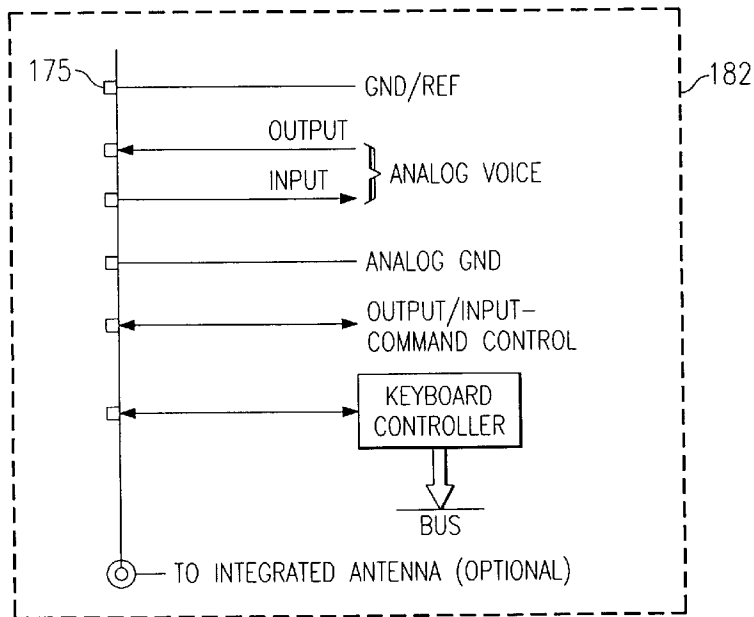 175
182
GND/REF
OUTPUT
ANALOG VOICE
INPUT
ANALOG GND
OUTPUT/INPUT-
COMMAND CONTROL
KEYBOARD
CONTROLLER
BUS
TO INTEGRATED ANTENNA (OPTIONAL)